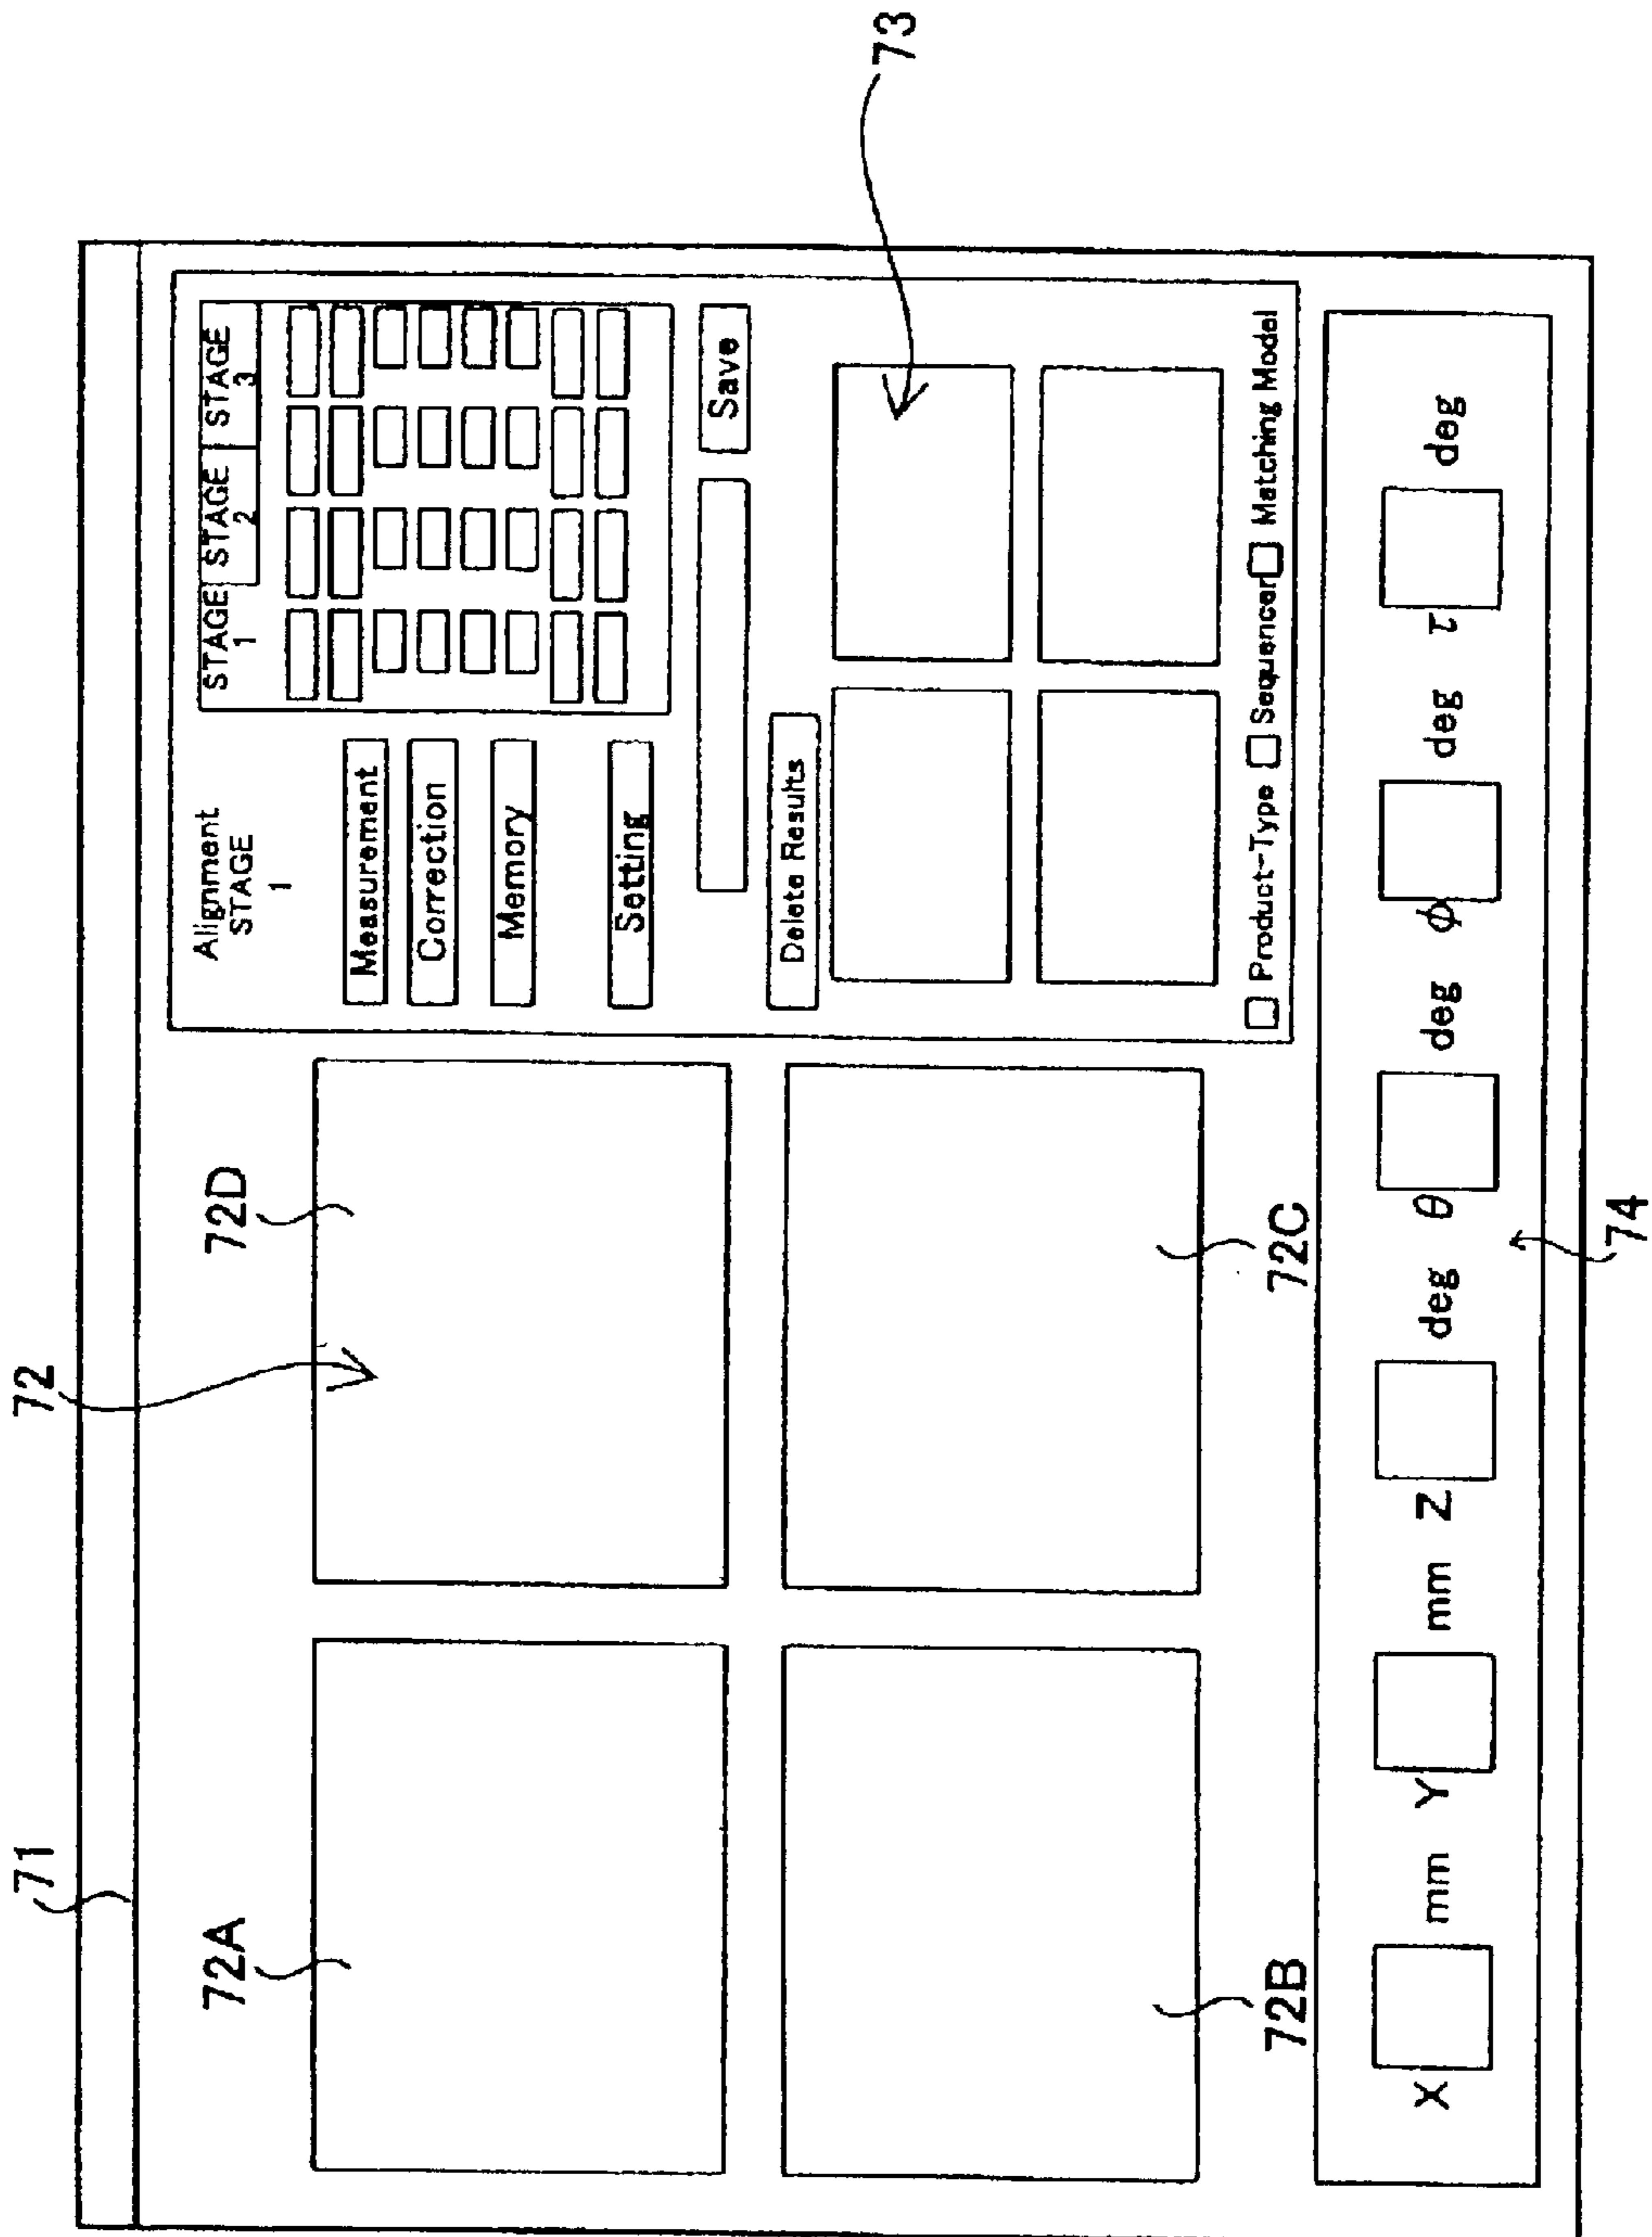 71
72
73
72A
72D
Alignment
STAGE
1
STAGE STAGE STAGE
1 2 3
Measurement
Correction
Memory
Setting
Save
Delete Results
Product-Type Sequencer Matching Model
72B
72C
X mm Y mm Z deg θ deg φ deg τ deg
74